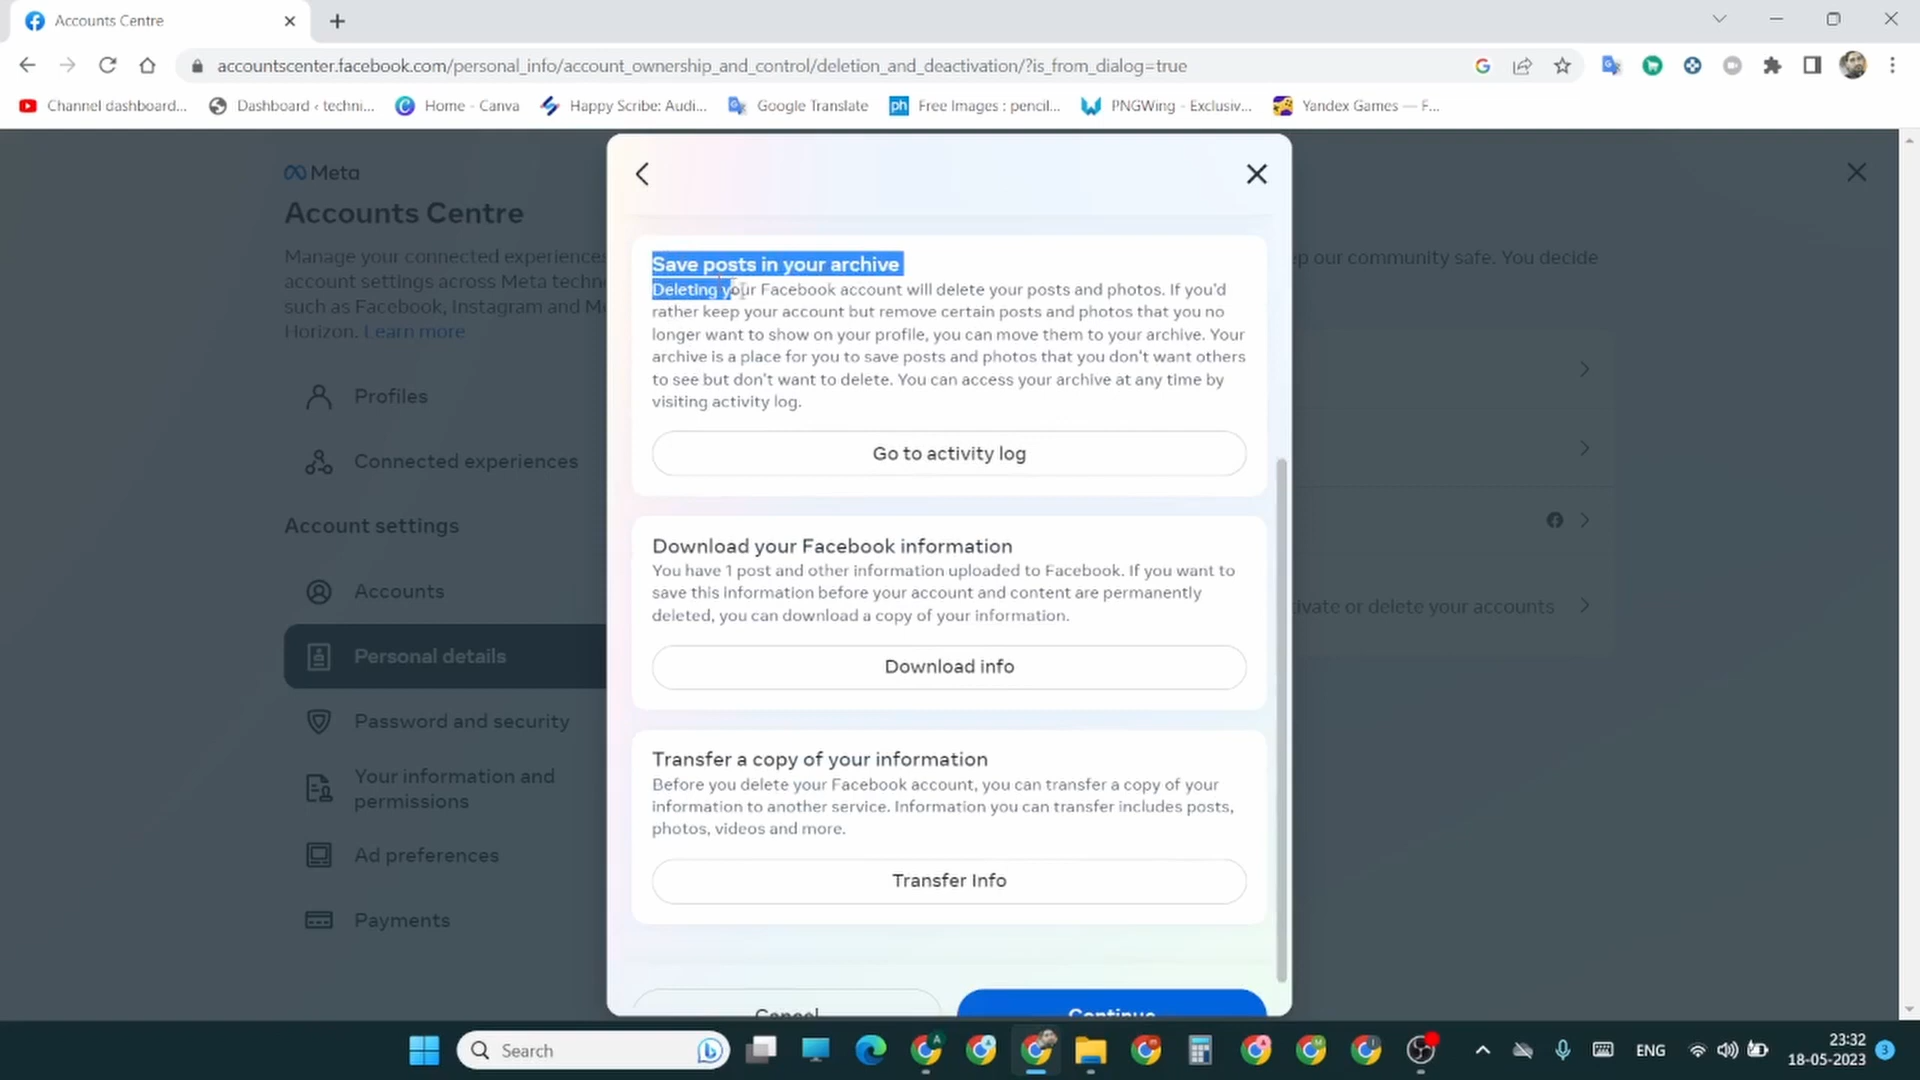 Accounts Centre
accountscenter.facebook.com/personal_info/account_ownership_and_control/deletion_and_deactivation/?is_from_dialog=true
Channel dashboard...
Dashboard ‹ techni...
Home - Canva
Happy Scribe: Audi...
Google Translate
Free Images : pencil...
PNGWing - Exclusiv...
Yandex Games — F...
Meta
Accounts Centre
Manage your connected experience
account settings across Meta techn
such as Facebook, Instagram and M
Horizon. Learn more
Profiles
Connected experiences
Account settings
Accounts
Personal details
Password and security
Your information and
permissions
Ad preferences
Payments
p our community safe. You decide
ivate or delete your accounts
Save posts in your archive
Deleting your Facebook account will delete your posts and photos. If you'd
rather keep your account but remove certain posts and photos that you no
longer want to show on your profile, you can move them to your archive. Your
archive is a place for you to save posts and photos that you don't want others
to see but don't want to delete. You can access your archive at any time by
visiting activity log.
Go to activity log
Download your Facebook information
You have 1 post and other information uploaded to Facebook. If you want to
save this information before your account and content are permanently
deleted, you can download a copy of your information.
Download info
Transfer a copy of your information
Before you delete your Facebook account, you can transfer a copy of your
information to another service. Information you can transfer includes posts,
photos, videos and more.
Transfer Info
Cancel
Continue
Search
ENG
23:32
18-05-2023
3